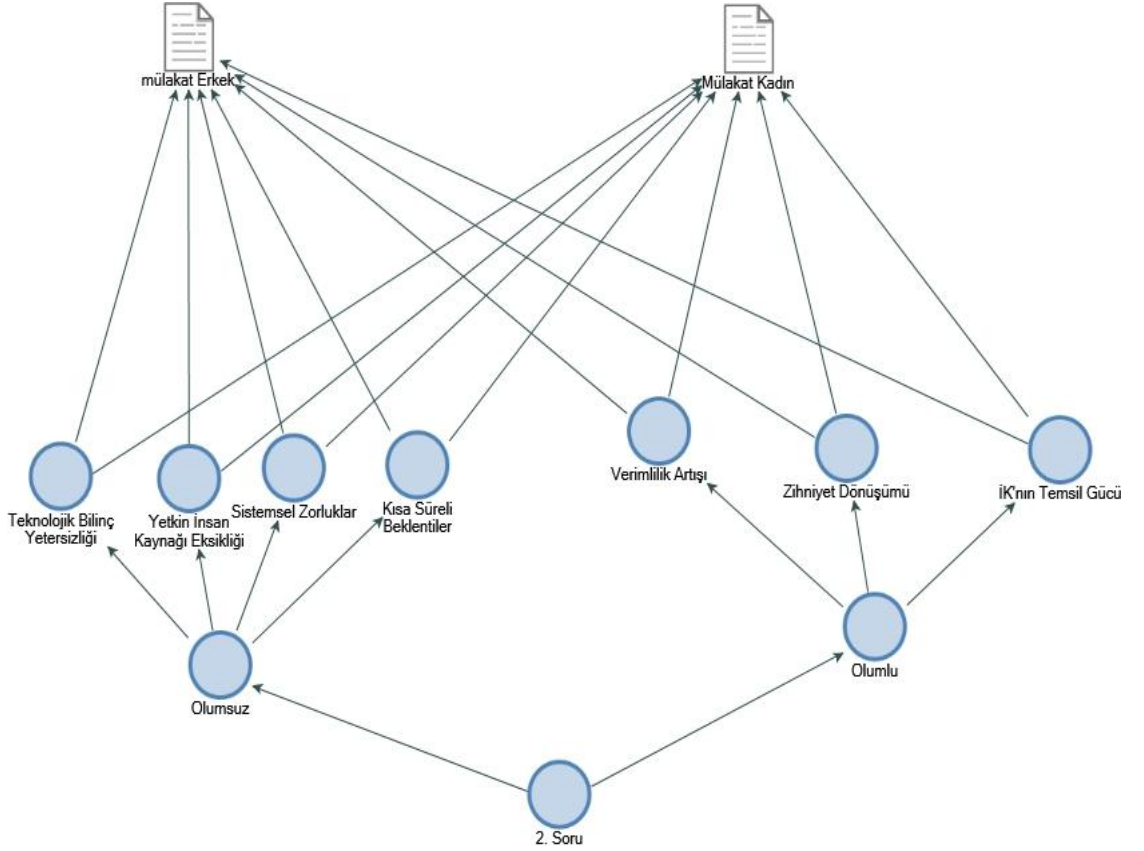 mülakat Erkek
Mülakat Kadın
Teknolojik Bilinç
Yetersizliği
Yetkin İnsan
Kaynağı Eksikliği
Sistemsel Zorluklar
Kısa Süreli
Beklentiler
Verimlilik Artışı
Zihniyet Dönüşümü
İK'nın Temsil Gücü
Olumsuz
Olumlu
2. Soru